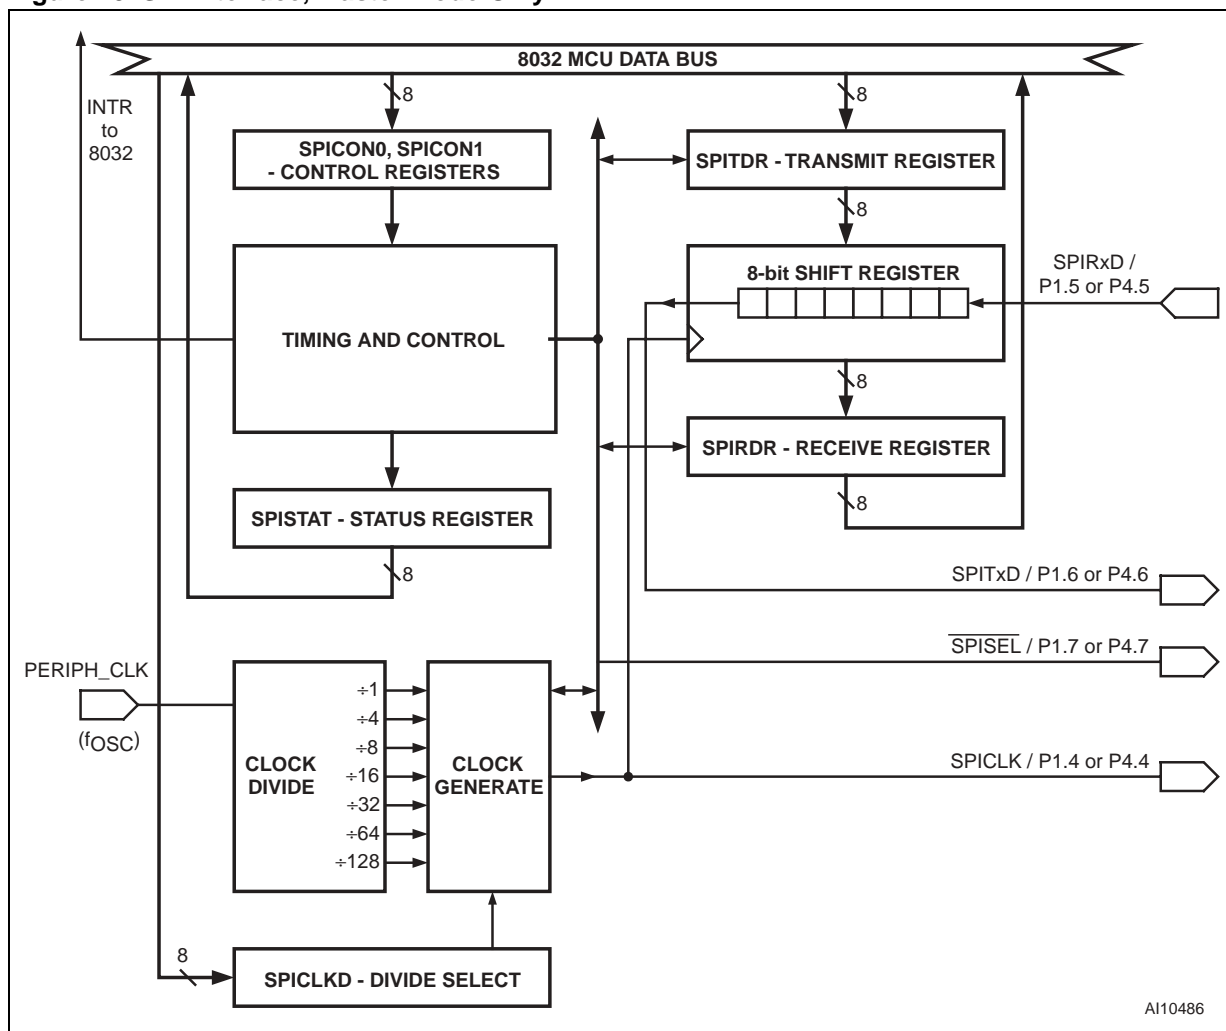 8032 MCU DATA BUS
INTR
to
8032
8
8
SPICON0, SPICON1
- CONTROL REGISTERS
SPITDR - TRANSMIT REGISTER
8
8-bit SHIFT REGISTER
SPIRxD /
P1.5 or P4.5
TIMING AND CONTROL
8
SPIRDR - RECEIVE REGISTER
8
SPISTAT - STATUS REGISTER
8
SPITxD / P1.6 or P4.6
SPISEL / P1.7 or P4.7
PERIPH_CLK
(fOSC)
÷1
÷4
÷8
÷16
÷32
÷64
÷128
CLOCK
DIVIDE
CLOCK
GENERATE
SPICLK / P1.4 or P4.4
8
SPICLKD - DIVIDE SELECT
AI10486